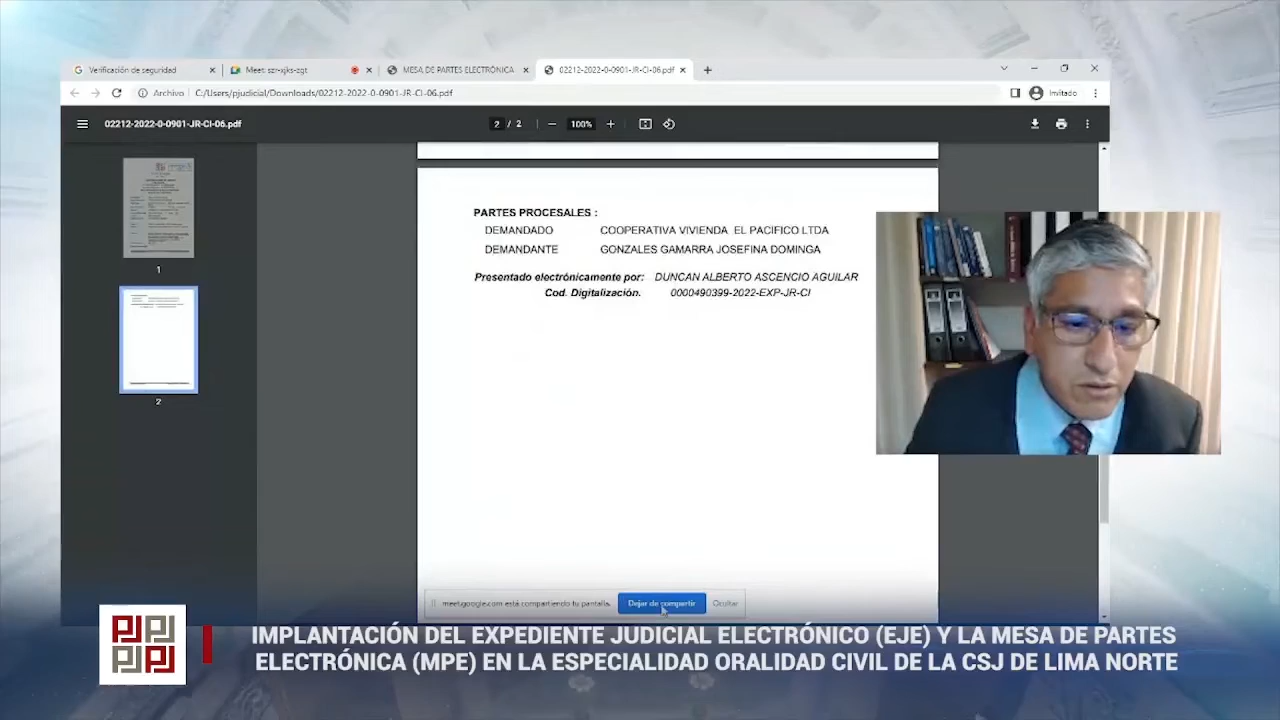 Verificación de seguridad
Meet: szr-xjks-zgt
MESA DE PARTES ELECTRÓNICA
02212-2022-0-0901-JR-CI-06.pdf
Archivo
C:/Users/pjudicial/Downloads/02212-2022-0-0901-JR-CI-06.pdf
Invitado
02212-2022-0-0901-JR-CI-06.pdf
2 / 2
100%
1
2
PARTES PROCESALES :
DEMANDADO COOPERATIVA VIVIENDA EL PACIFICO LTDA
DEMANDANTE GONZALES GAMARRA JOSEFINA DOMINGA
Presentado electrónicamente por: DUNCAN ALBERTO ASCENCIO AGUILAR
Cod. Digitalización. 0000490399-2022-EXP-JR-CI
meet.google.com está compartiendo tu pantalla.
Dejar de compartir
Ocultar
PJ PJ
PJ PJ
IMPLANTACIÓN DEL EXPEDIENTE JUDICIAL ELECTRÓNICO (EJE) Y LA MESA DE PARTES
ELECTRÓNICA (MPE) EN LA ESPECIALIDAD ORALIDAD CIVIL DE LA CSJ DE LIMA NORTE